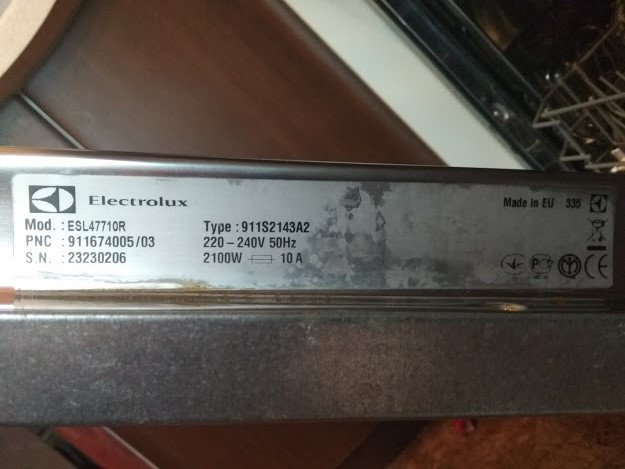 Electrolux
Made in EU 335
Mod. : ESL47710R Type : 911S2143A2
PNC : 911674005/03 220-240V 50Hz
S.N. : 23230206 2100W 10 A